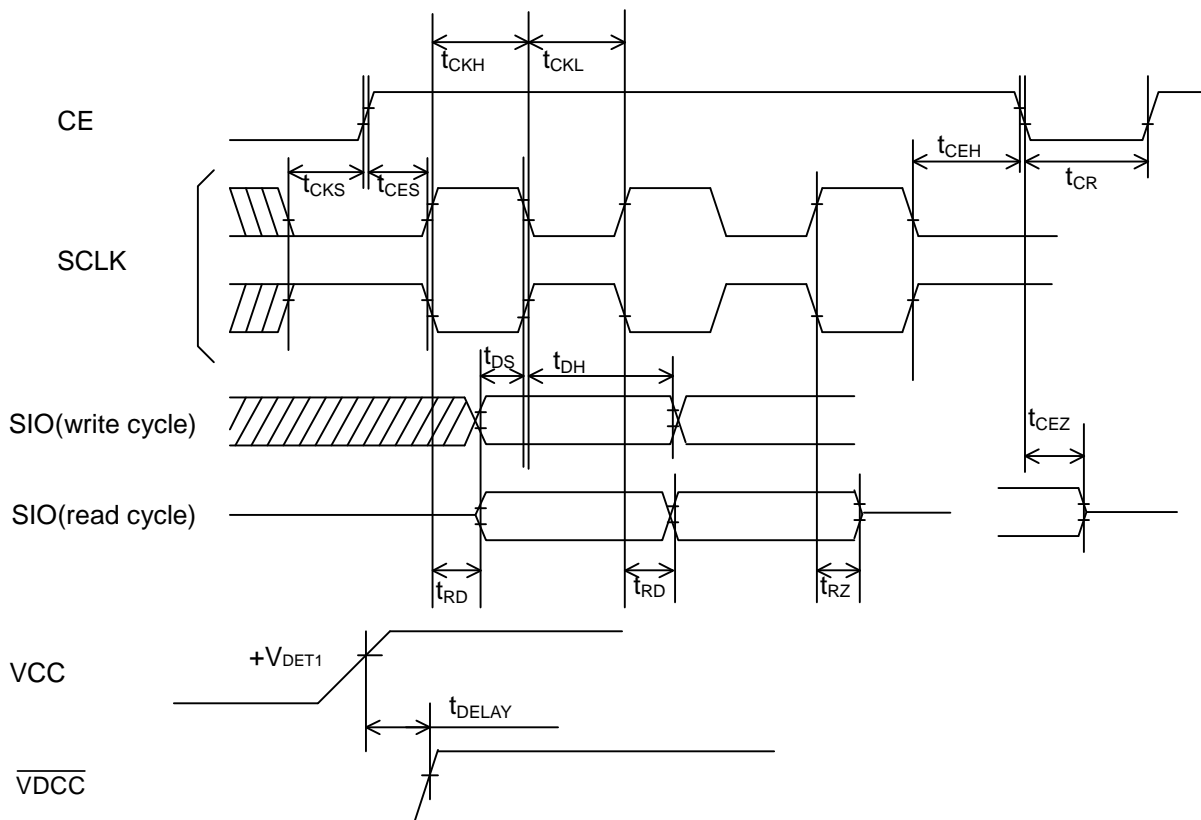 tCKH
tCKL
CE
tCEH
tCKS
tCES
tCR
SCLK
tDS
tDH
SIO(write cycle)
tCEZ
SIO(read cycle)
tRD
tRD
tRZ
+VDET1
VCC
tDELAY
VDCC